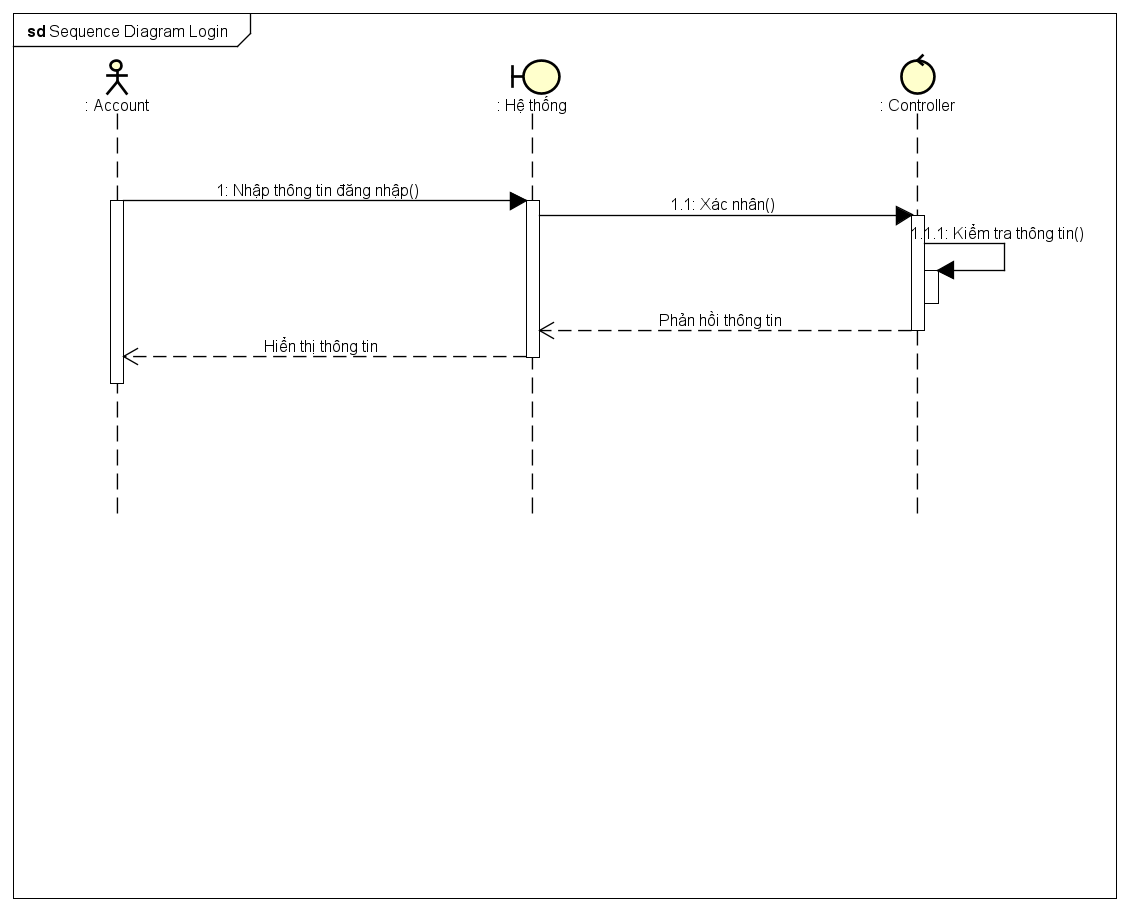 sd Sequence Diagram Login
: Account
: Hệ thống
: Controller
1: Nhập thông tin đăng nhập()
1.1: Xác nhân()
1.1.1: Kiểm tra thông tin()
Phản hồi thông tin
Hiển thị thông tin